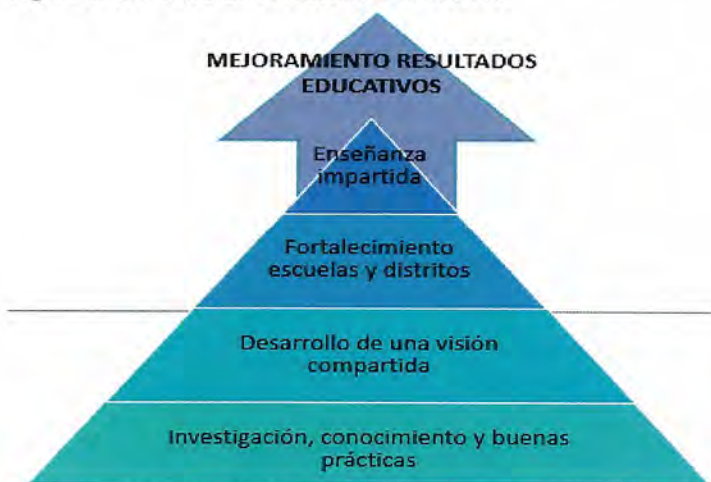 MEJORAMIENTO RESULTADOS
EDUCATIVOS
Enseñanza
impartida
Fortalecimiento
escuelas y distritos
Desarrollo de una visión
compartida
Investigación, conocimiento y buenas
prácticas